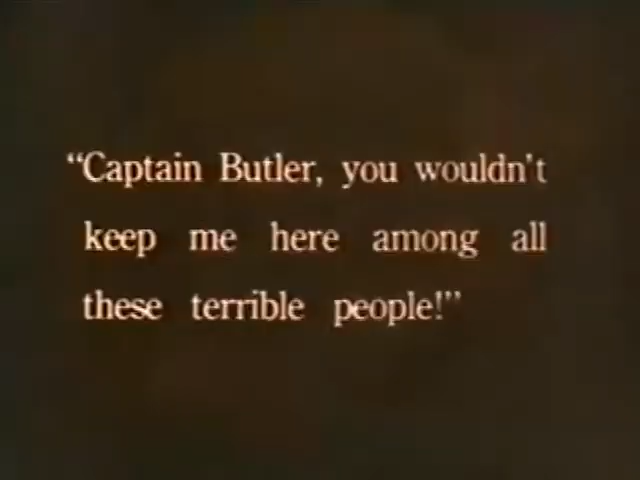 “Captain Butler, you wouldn't
keep me here among all
these terrible people!”